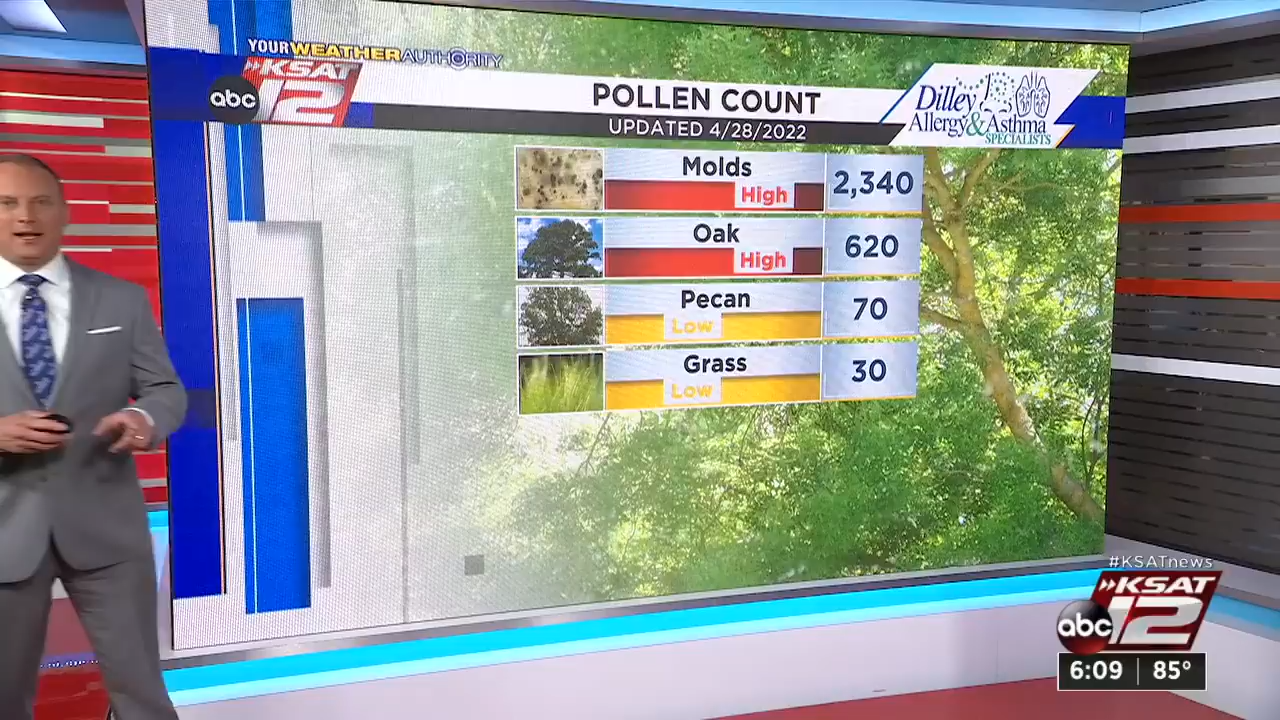 YOUR WEATHER AUTHORITY
abc »KSAT 12
POLLEN COUNT
UPDATED 4/28/2022
Dilley
Allergy & Asthma
SPECIALISTS
Molds
High
2,340
Oak
High
620
Pecan
Low
70
Grass
Low
30
#KSATnews
»KSAT
abc 12
6:09 85°